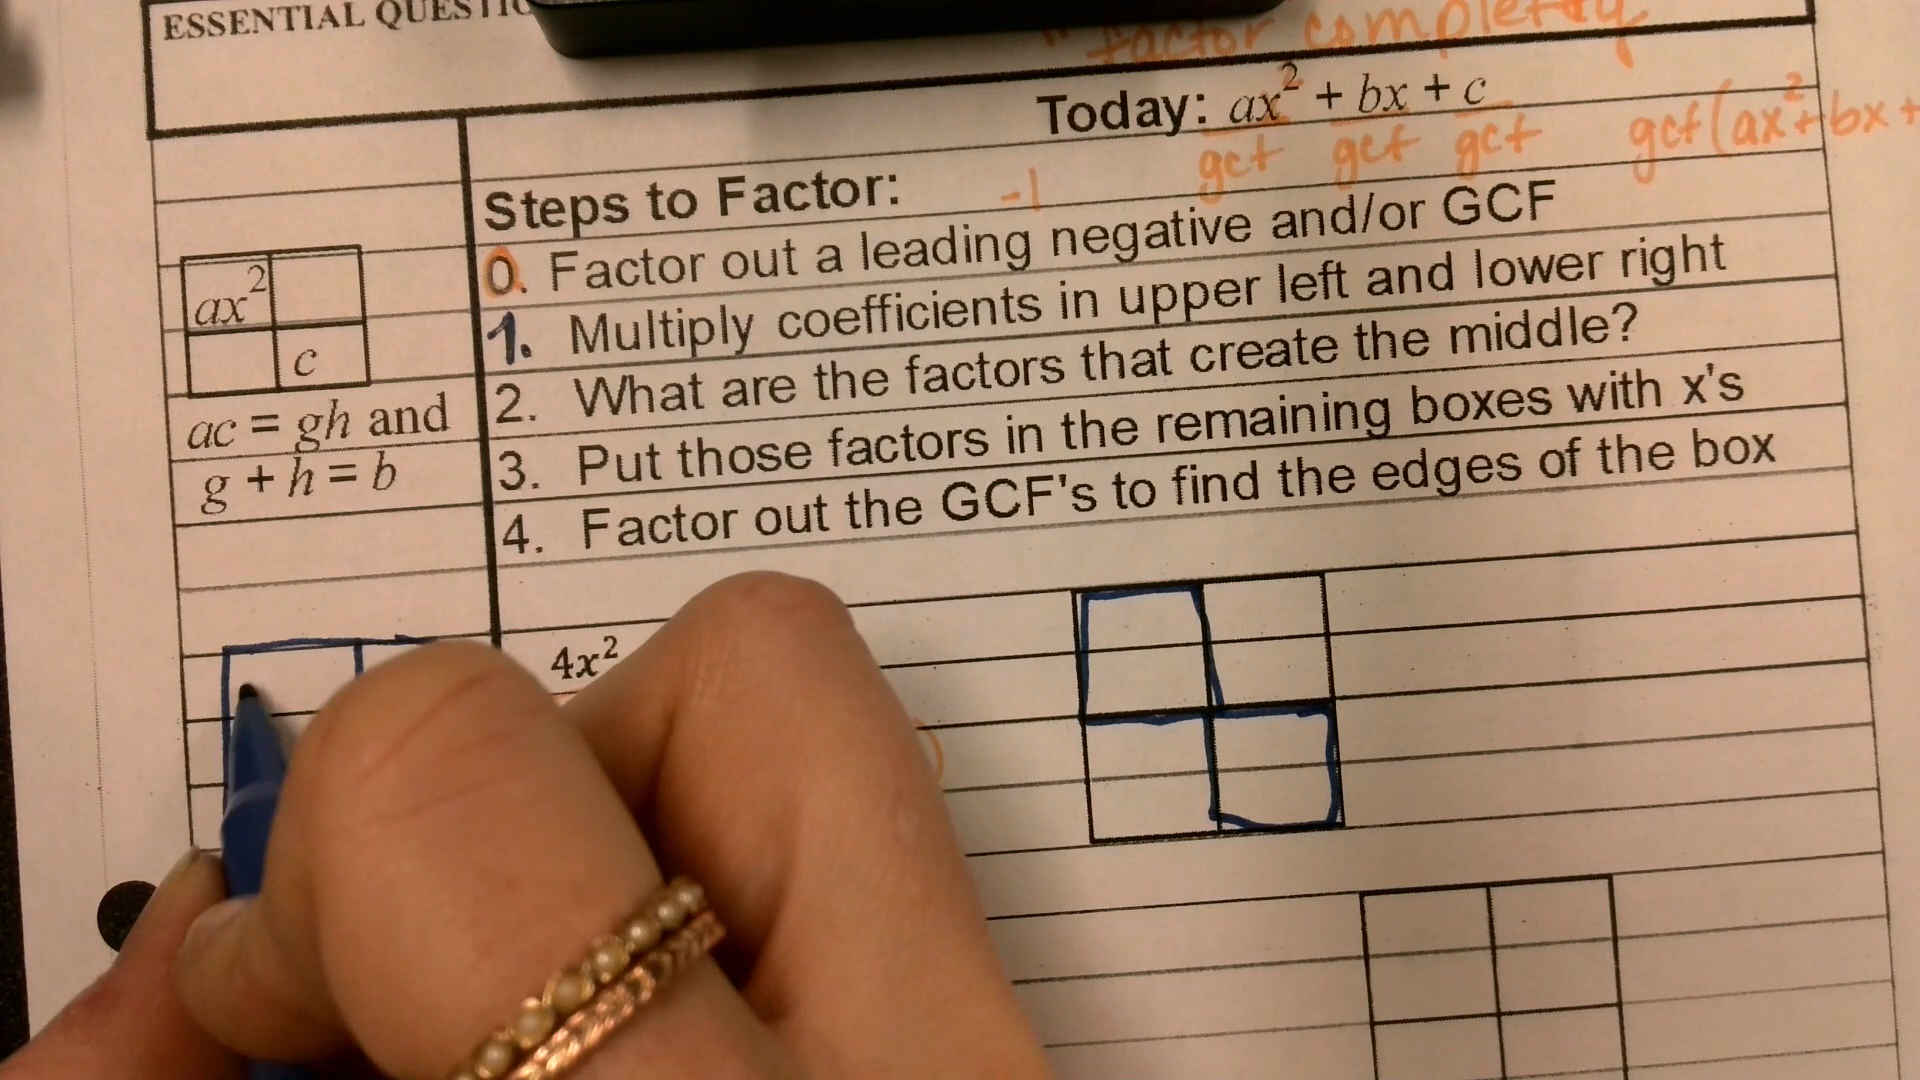 ESSENTIAL
" factor completely
Today: ax² + bx + c
gcf gcf gcf gcf(ax²+bx+
Steps to Factor: -1
0. Factor out a leading negative and/or GCF
1. Multiply coefficients in upper left and lower right
2. What are the factors that create the middle?
3. Put those factors in the remaining boxes with x's
4. Factor out the GCF's to find the edges of the box
ax²
c
ac = gh and
g + h = b
4x²